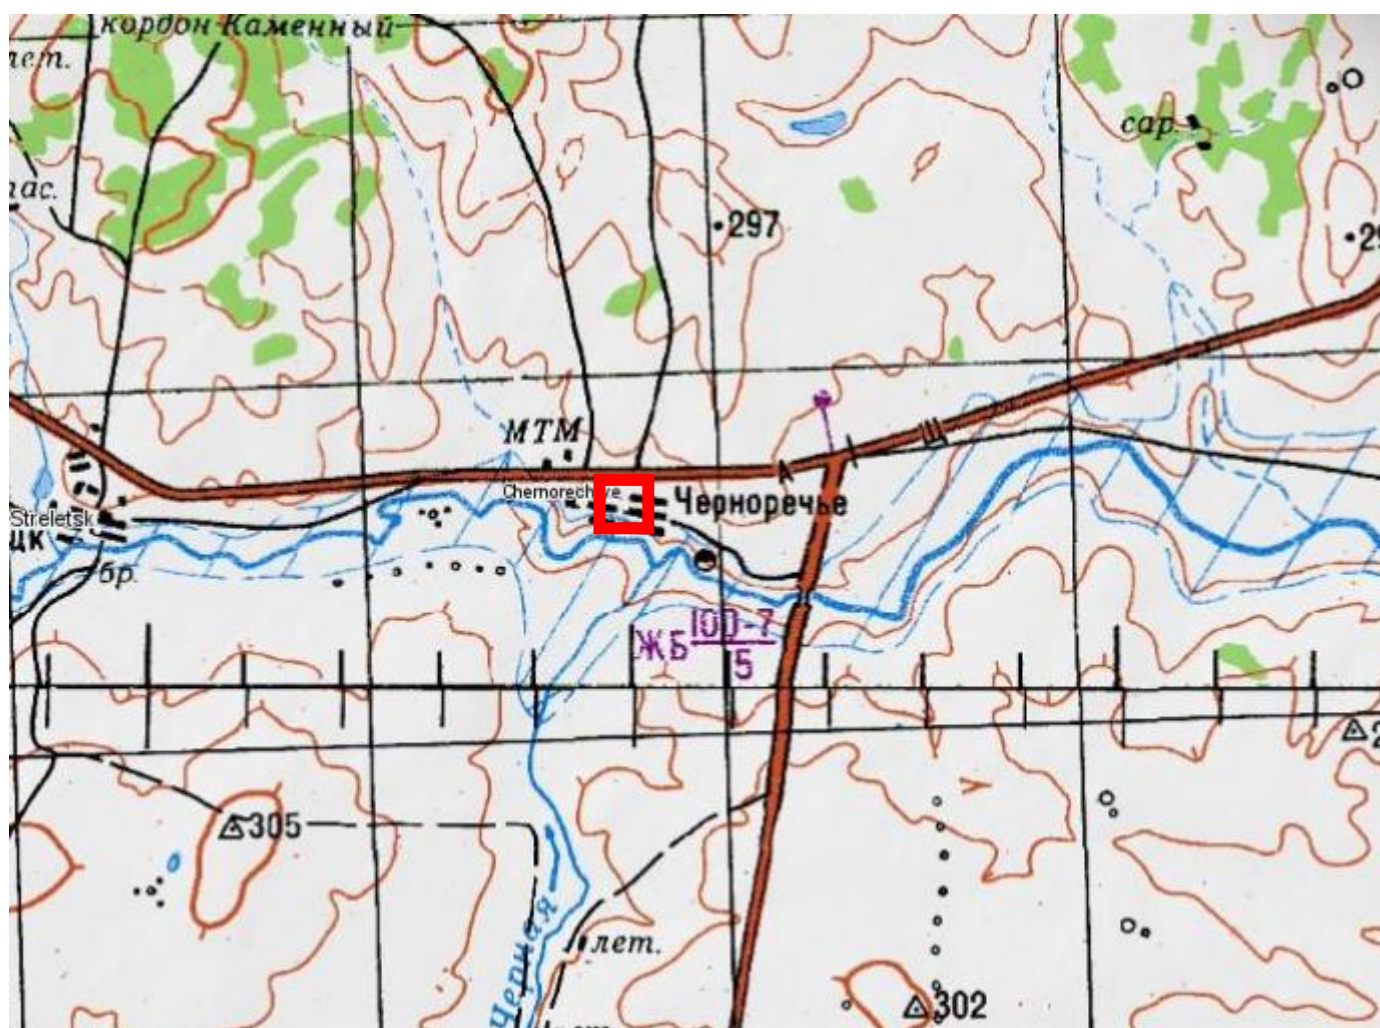 кордон Каменный
лет.
сар.
пас.
297
29
МТМ
Chernorechye
Черноречье
А
Щ
Streletsk
цк
бр.
ЖБ 100-7
5
305
Черная
лет.
302